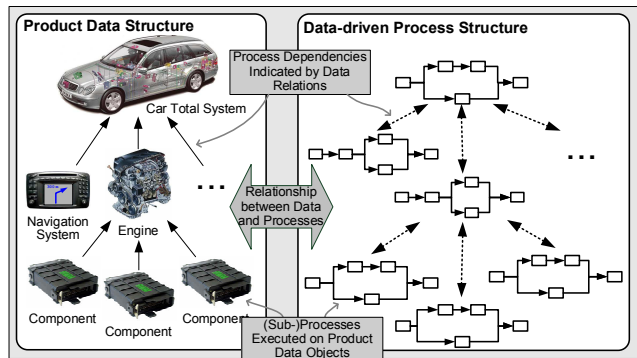 Product Data Structure
Data-driven Process Structure
Process Dependencies
Indicated by Data
Relations
Car Total System
...
...
Navigation
System
Engine
Relationship
between Data
and Processes
Component
Component
Component
(Sub-)Processes
Executed on Product
Data Objects